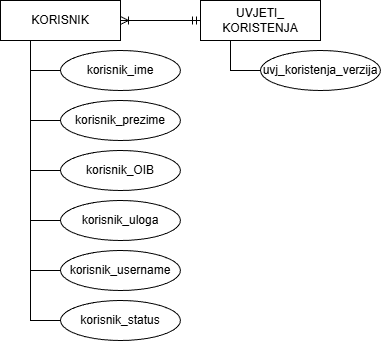 KORISNIK
UVJETI_
KORISTENJA
korisnik_ime
uvj_koristenja_verzija
korisnik_prezime
korisnik_OIB
korisnik_uloga
korisnik_username
korisnik_status